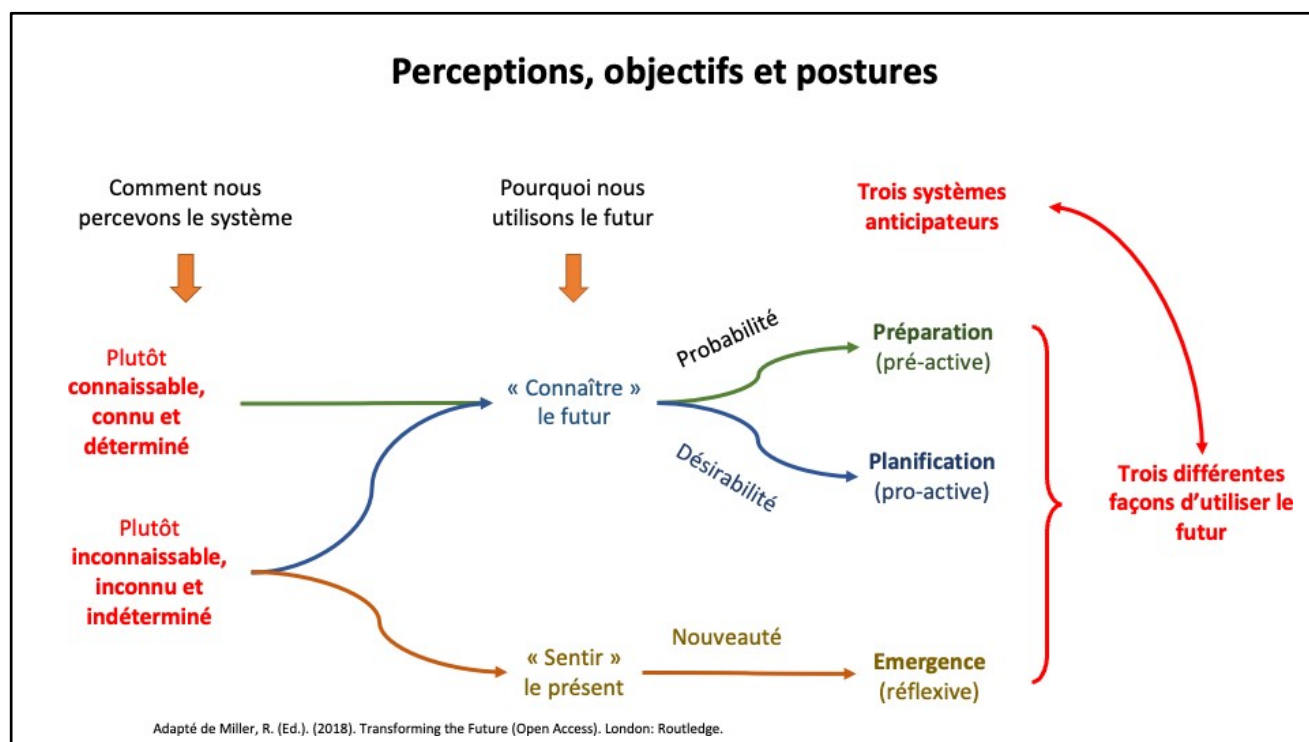 Perceptions, objectifs et postures
Comment nous
percevons le système
Pourquoi nous
utilisons le futur
Trois systèmes
anticipateurs
Plutôt
connaissable,
connu et
déterminé
« Connaître »
le futur
Probabilité
Préparation
(pré-active)
Désirabilité
Planification
(pro-active)
Trois différentes
façons d’utiliser le
futur
Plutôt
inconnaissable,
inconnu et
indéterminé
« Sentir »
le présent
Nouveauté
Emergence
(réflexive)
Adapté de Miller, R. (Ed.). (2018). Transforming the Future (Open Access). London: Routledge.